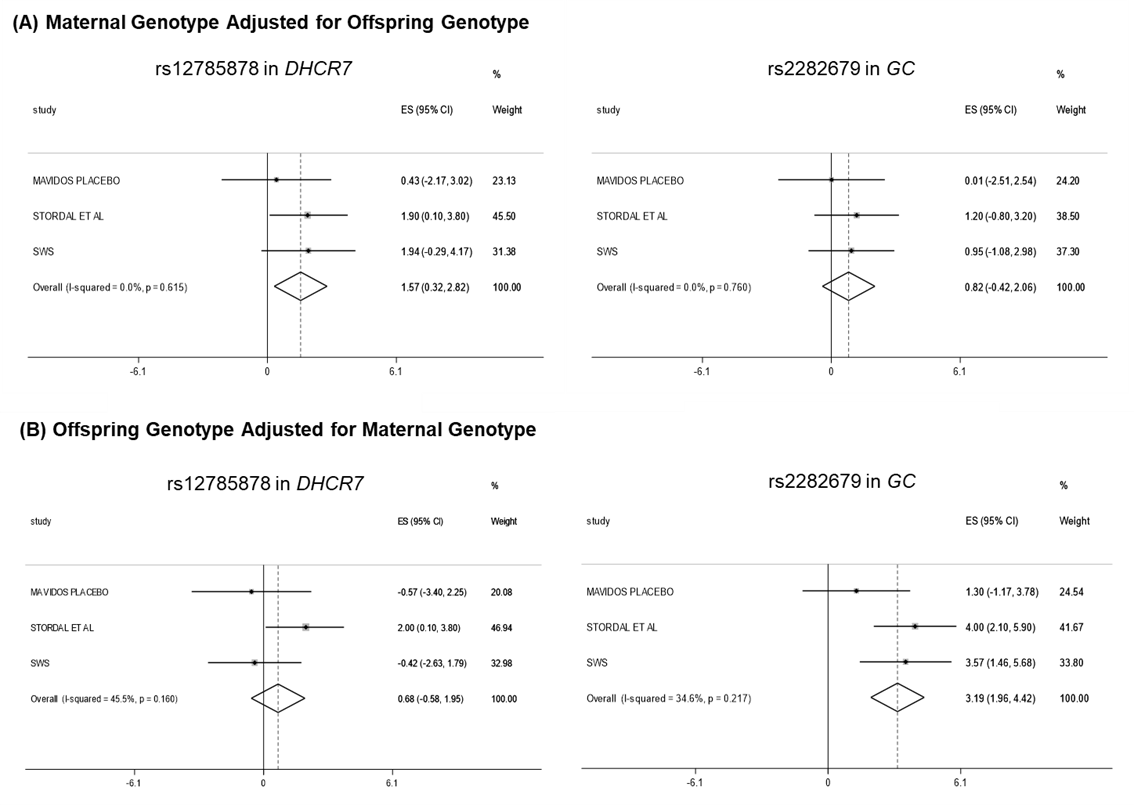 (A) Maternal Genotype Adjusted for Offspring Genotype
rs12785878 in DHCR7
%
study ES (95% CI) Weight
MAVIDOS PLACEBO 0.43 (-2.17, 3.02) 23.13
STORDAL ET AL 1.90 (0.10, 3.80) 45.50
SWS 1.94 (-0.29, 4.17) 31.38
Overall (I-squared = 0.0%, p = 0.615) 1.57 (0.32, 2.82) 100.00
-6.1 0 6.1
rs2282679 in GC
%
study ES (95% CI) Weight
MAVIDOS PLACEBO 0.01 (-2.51, 2.54) 24.20
STORDAL ET AL 1.20 (-0.80, 3.20) 38.50
SWS 0.95 (-1.08, 2.98) 37.30
Overall (I-squared = 0.0%, p = 0.760) 0.82 (-0.42, 2.06) 100.00
-6.1 0 6.1
(B) Offspring Genotype Adjusted for Maternal Genotype
rs12785878 in DHCR7
%
study ES (95% CI) Weight
MAVIDOS PLACEBO -0.57 (-3.40, 2.25) 20.08
STORDAL ET AL 2.00 (0.10, 3.80) 46.94
SWS -0.42 (-2.63, 1.79) 32.98
Overall (I-squared = 45.5%, p = 0.160) 0.68 (-0.58, 1.95) 100.00
-6.1 0 6.1
rs2282679 in GC
%
study ES (95% CI) Weight
MAVIDOS PLACEBO 1.30 (-1.17, 3.78) 24.54
STORDAL ET AL 4.00 (2.10, 5.90) 41.67
SWS 3.57 (1.46, 5.68) 33.80
Overall (I-squared = 34.6%, p = 0.217) 3.19 (1.96, 4.42) 100.00
-6.1 0 6.1